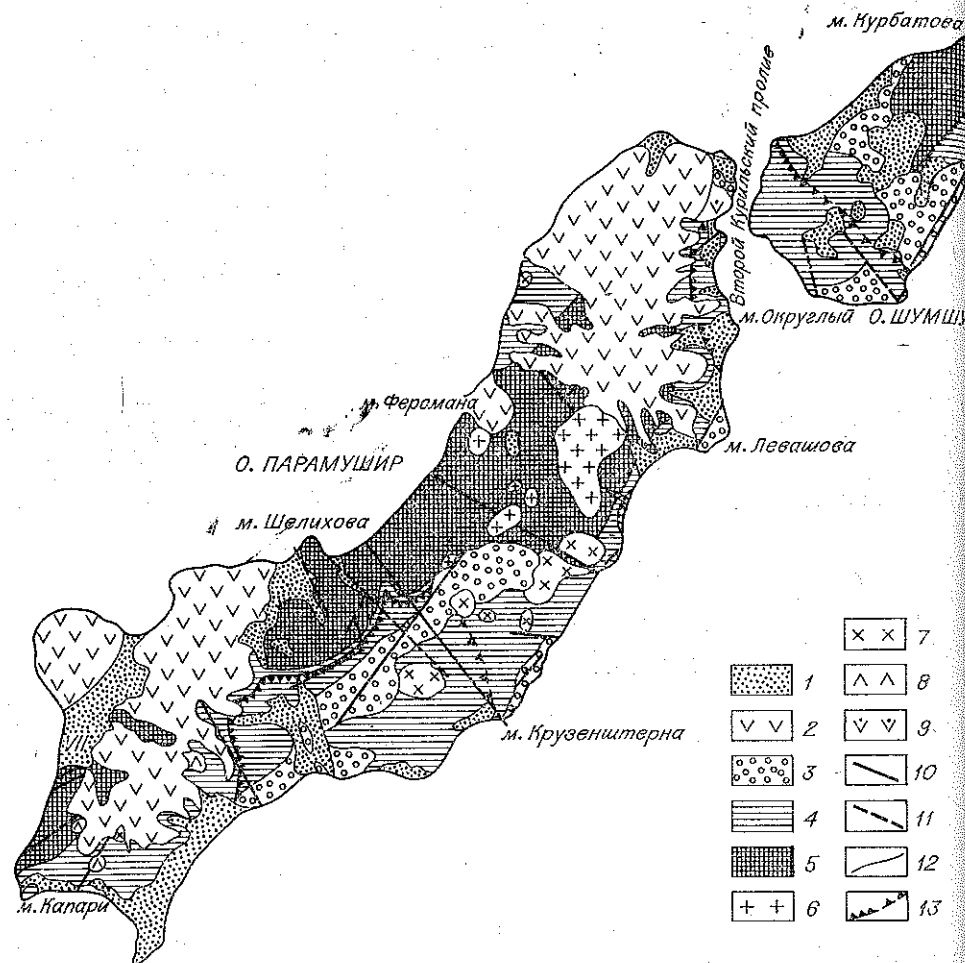 м. Курбатова
Второй Курильский пролив
м. Округлый О. ШУМШУ
м. Феромана
О. ПАРАМУШИР
м. Левашова
м. Шелихова
м. Крузенштерна
м. Капари
1
2
3
4
5
6
7
8
9
10
11
12
13